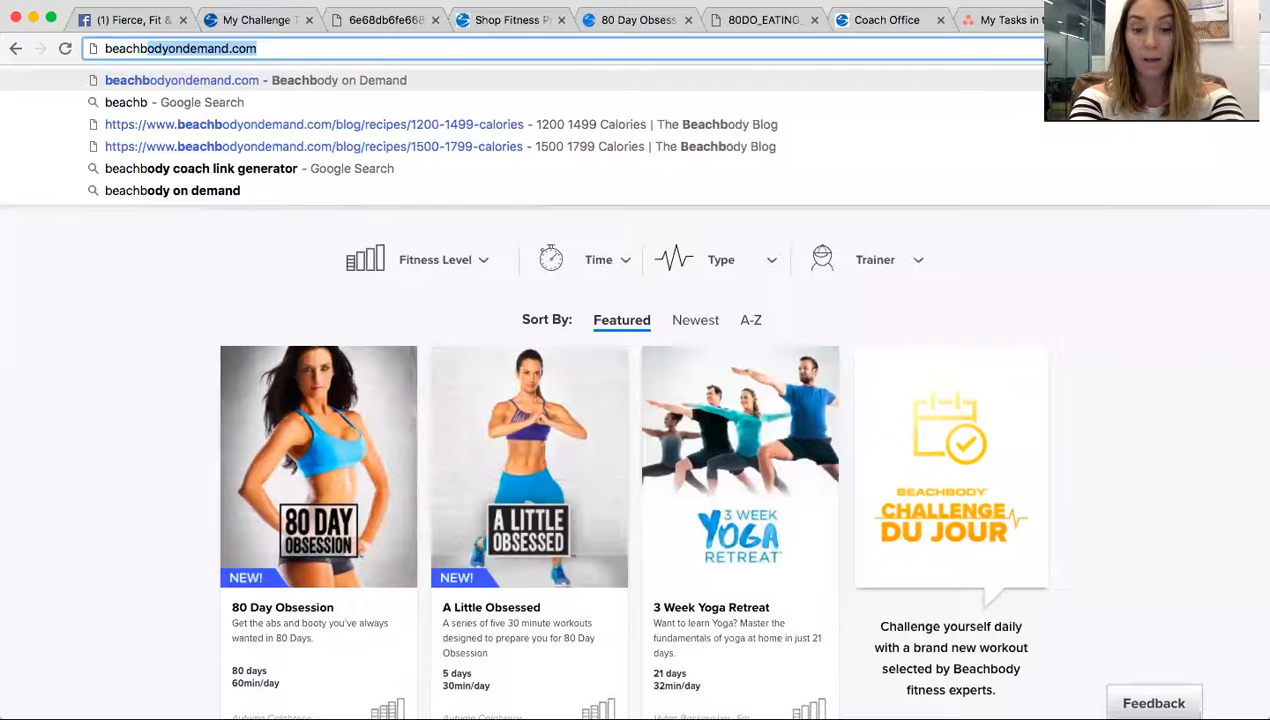 (1) Fierce, Fit &
My Challenge T
6e68db6fe668
Shop Fitness Pr
80 Day Obsess
80DO_EATING_
Coach Office
My Tasks in t
beachbodyondemand.com
beachbodyondemand.com - Beachbody on Demand
beachb - Google Search
https://www.beachbodyondemand.com/blog/recipes/1200-1499-calories - 1200 1499 Calories | The Beachbody Blog
https://www.beachbodyondemand.com/blog/recipes/1500-1799-calories - 1500 1799 Calories | The Beachbody Blog
beachbody coach link generator - Google Search
beachbody on demand
Fitness Level
Time
Type
Trainer
Sort By: Featured Newest A-Z
80 DAY
OBSESSION
NEW!
80 Day Obsession
Get the abs and booty you've always
wanted in 80 Days.
80 days
60min/day
Autumn Calabrese
A LITTLE
OBSESSED
NEW!
A Little Obsessed
A series of five 30 minute workouts
designed to prepare you for 80 Day
Obsession
5 days
30min/day
Autumn Calabrese
3 WEEK
YOGA
RETREAT
3 Week Yoga Retreat
Want to learn Yoga? Master the
fundamentals of yoga at home in just 21
days.
21 days
32min/day
BEACHBODY
CHALLENGE
DU JOUR
Challenge yourself daily
with a brand new workout
selected by Beachbody
fitness experts.
Feedback